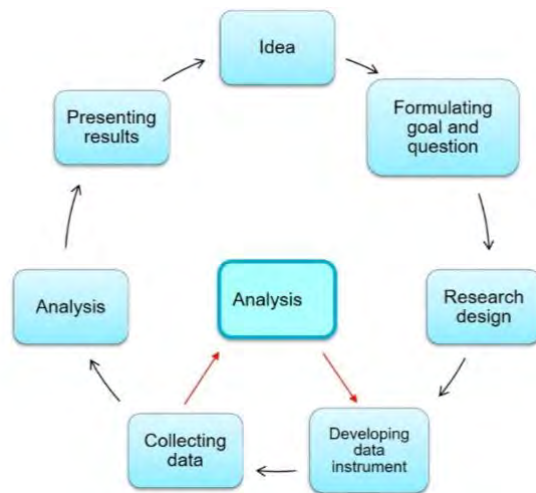 Idea
Formulating
goal and
question
Research
design
Developing
data
instrument
Collecting
data
Analysis
Presenting
results
Analysis